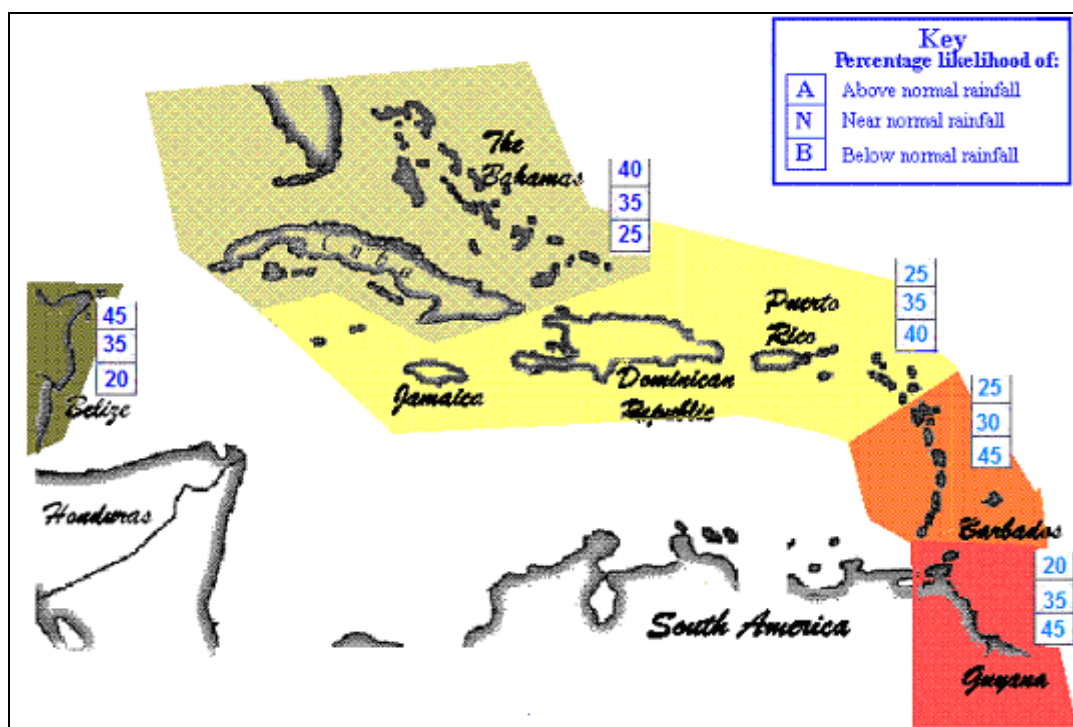 Key
Percentage likelihood of:
A Above normal rainfall
N Near normal rainfall
B Below normal rainfall
The
Bahamas
40
35
25
Cuba
25
35
40
Puerto
Rico
45
35
20
Belize
Jamaica
Dominican
Republic
25
30
45
Honduras
Barbados
20
35
45
South America
Guyana